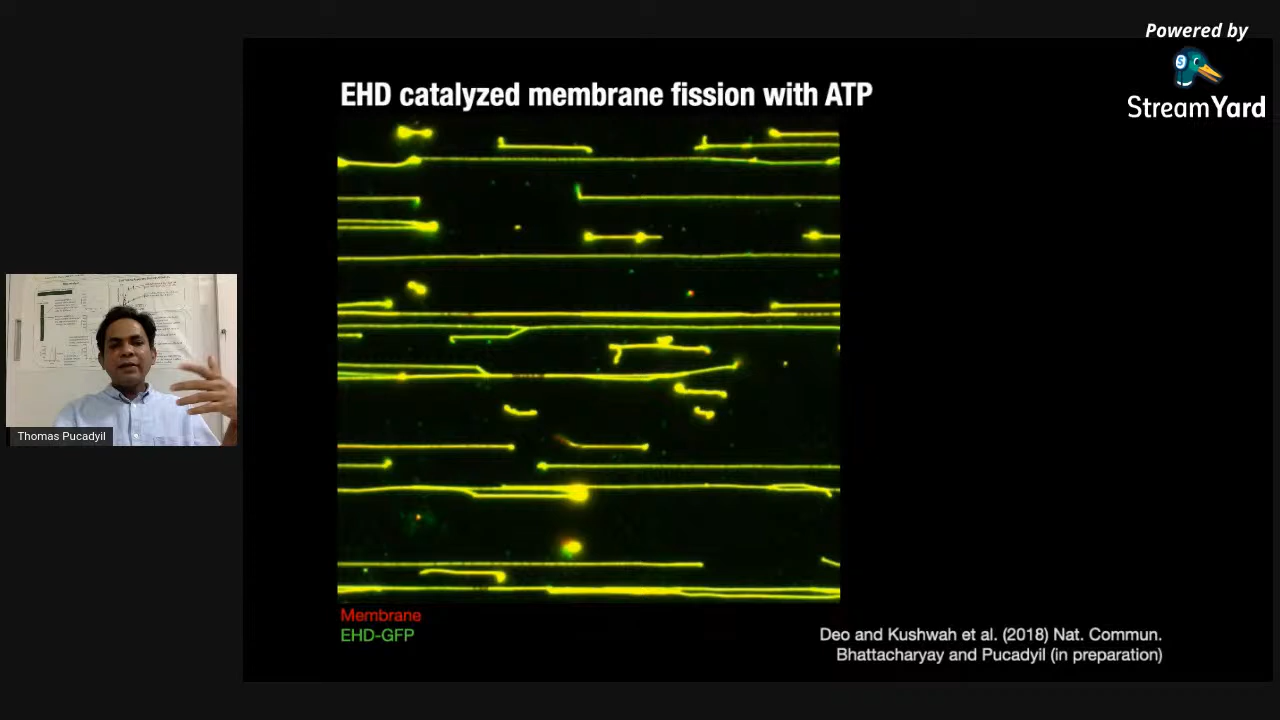 Powered by
StreamYard
EHD catalyzed membrane fission with ATP
Thomas Pucadyil
Membrane
EHD-GFP
Deo and Kushwah et al. (2018) Nat. Commun.
Bhattacharyay and Pucadyil (in preparation)